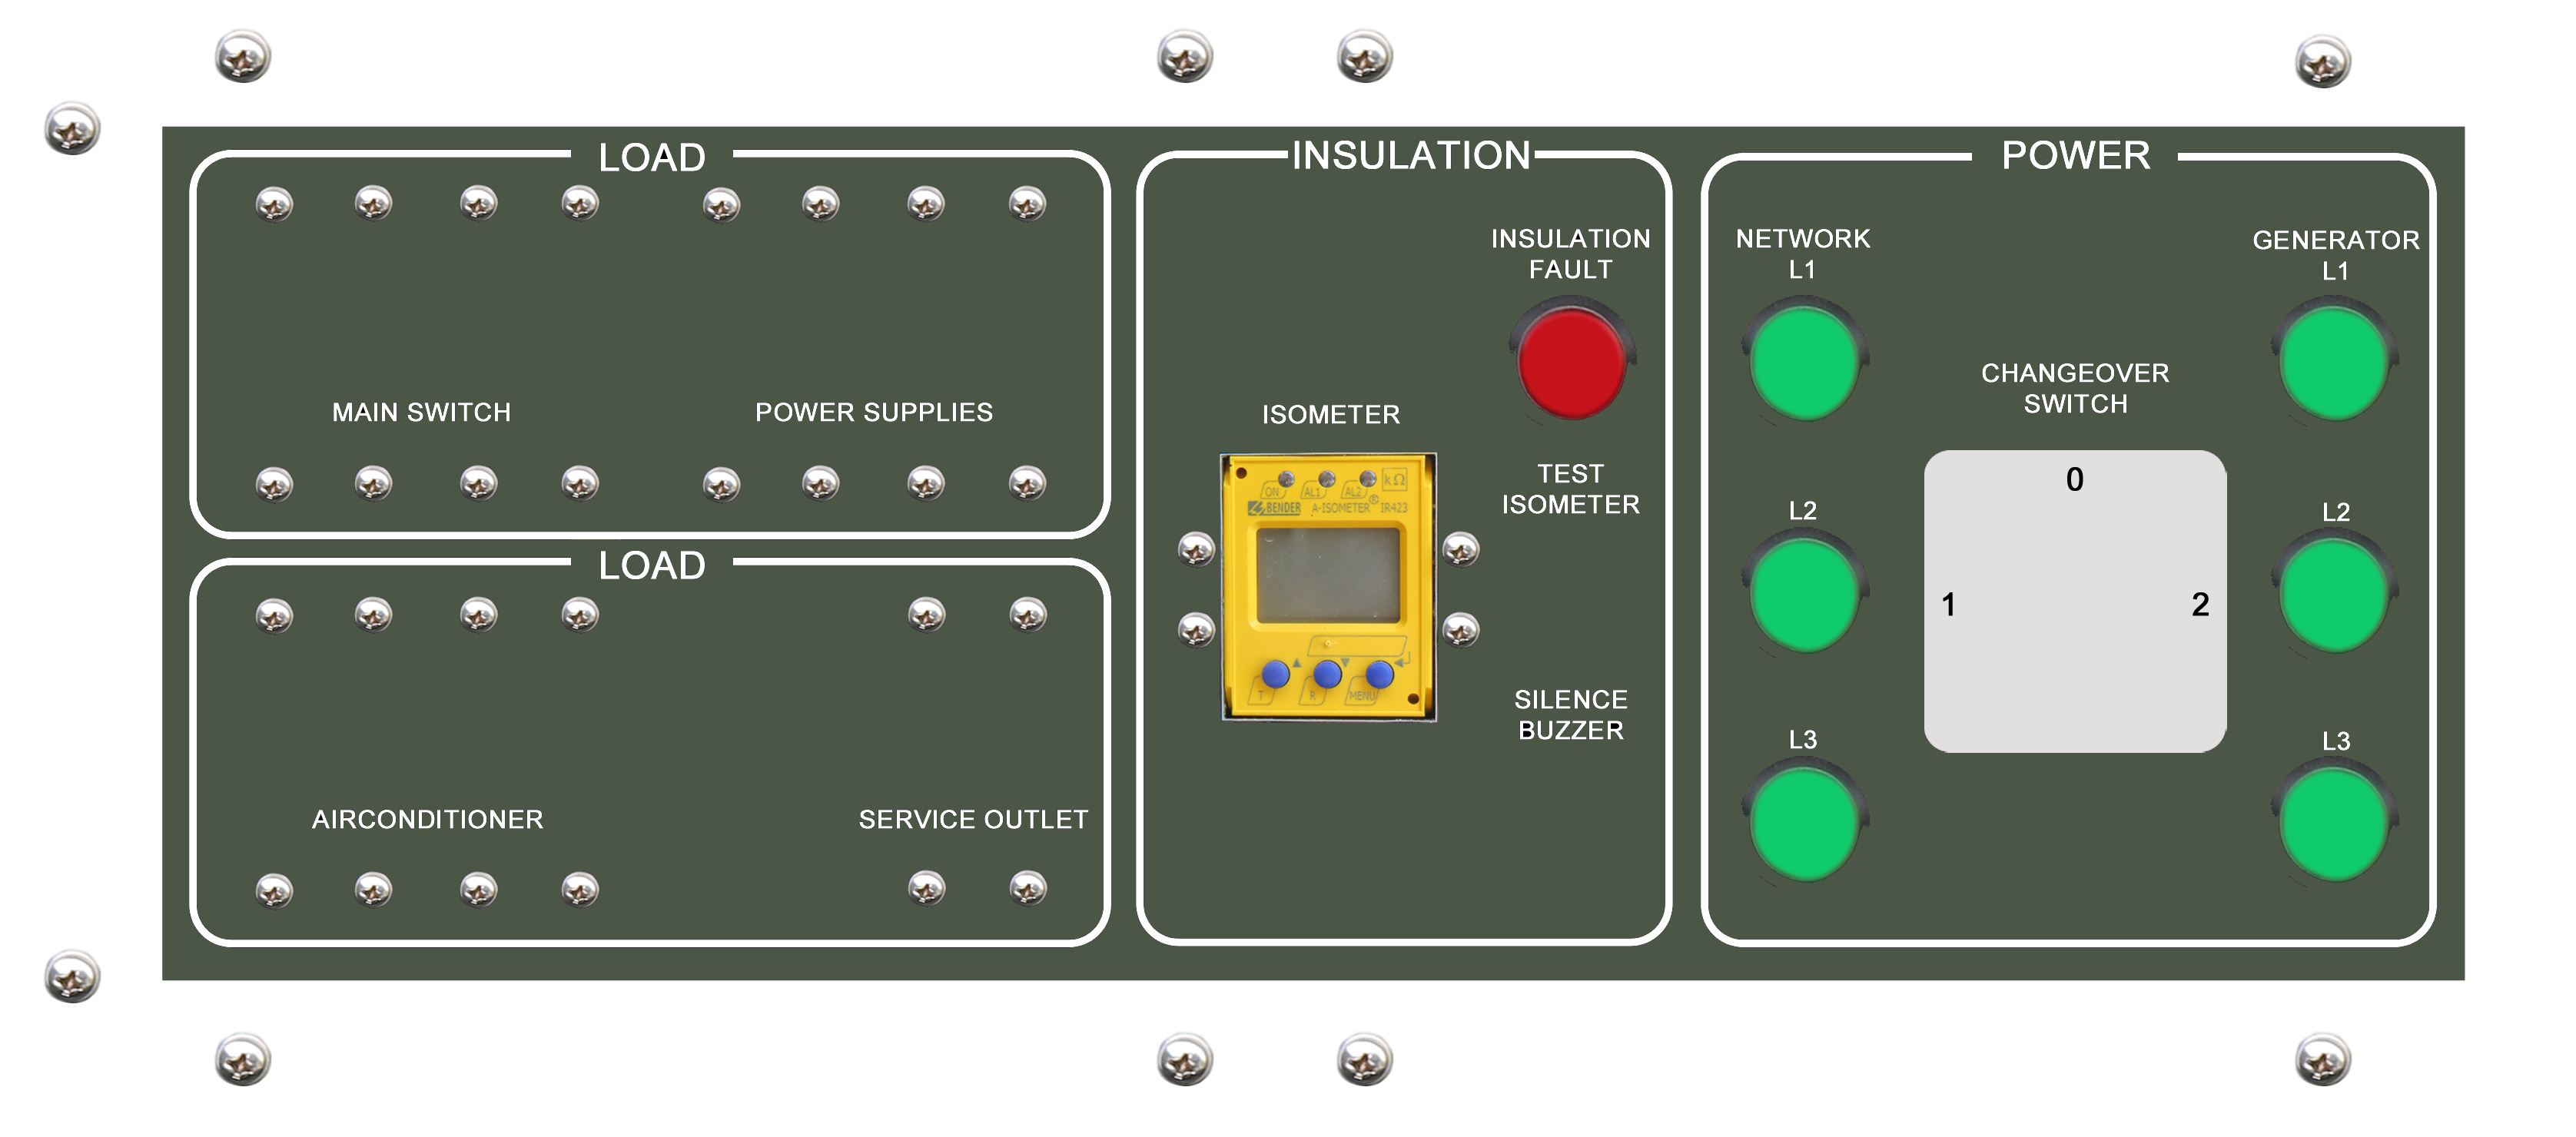 LOAD
MAIN SWITCH
POWER SUPPLIES
LOAD
AIRCONDITIONER
SERVICE OUTLET
INSULATION
INSULATION
FAULT
ISOMETER
ON AL1 AL2 kΩ
BENDER A-ISOMETER® IR423
T R MENU
TEST
ISOMETER
SILENCE
BUZZER
POWER
NETWORK
L1
L2
L3
CHANGEOVER
SWITCH
0
1
2
GENERATOR
L1
L2
L3